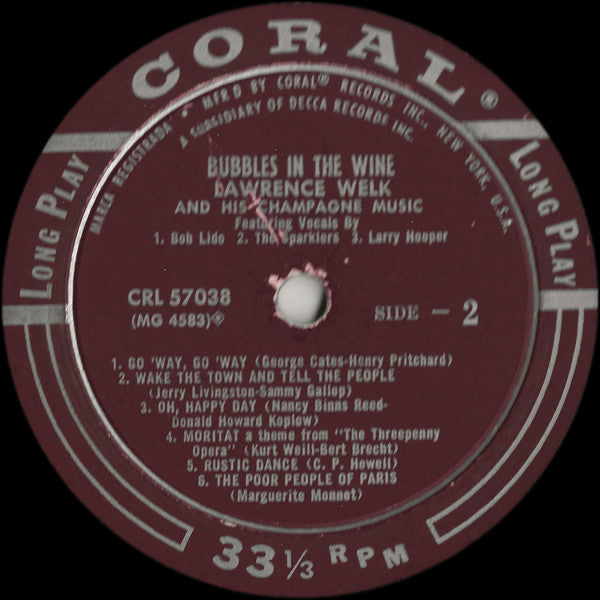 CORAL®
MARCA REGISTRADA • MFR'D BY CORAL® RECORDS INC., NEW YORK, U.S.A.
A SUBSIDIARY OF DECCA RECORDS INC.
LONG PLAY
LONG PLAY
BUBBLES IN THE WINE
LAWRENCE WELK
AND HIS CHAMPAGNE MUSIC
Featuring Vocals By
1. Bob Lido 2. The Sparklers 3. Larry Hooper
CRL 57038
(MG 4583)
SIDE - 2
1. GO 'WAY, GO 'WAY (George Cates-Henry Pritchard)
2. WAKE THE TOWN AND TELL THE PEOPLE
(Jerry Livingston-Sammy Gallop)
3. OH, HAPPY DAY (Nancy Binns Reed-
Donald Howard Koplow)
4. MORITAT a theme from "The Threepenny
Opera" (Kurt Weill-Bert Brecht)
5. RUSTIC DANCE (C. P. Howell)
6. THE POOR PEOPLE OF PARIS
(Marguerite Monnot)
33 1/3 RPM